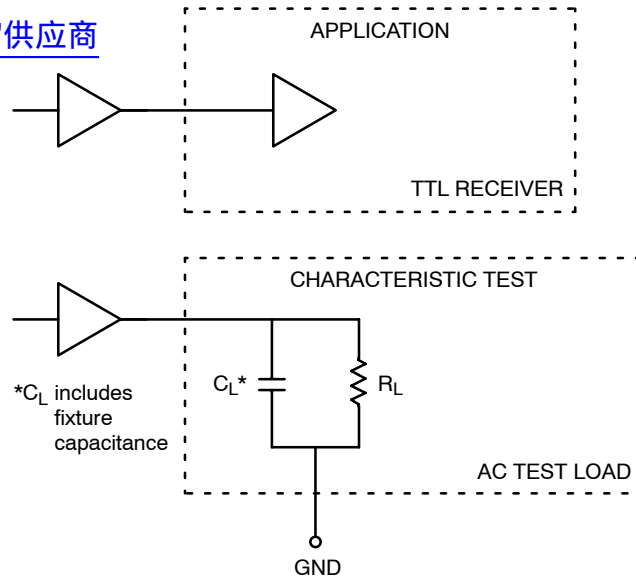 供应商
APPLICATION
TTL RECEIVER
CHARACTERISTIC TEST
*CL includes
fixture
capacitance
CL*
RL
AC TEST LOAD
GND